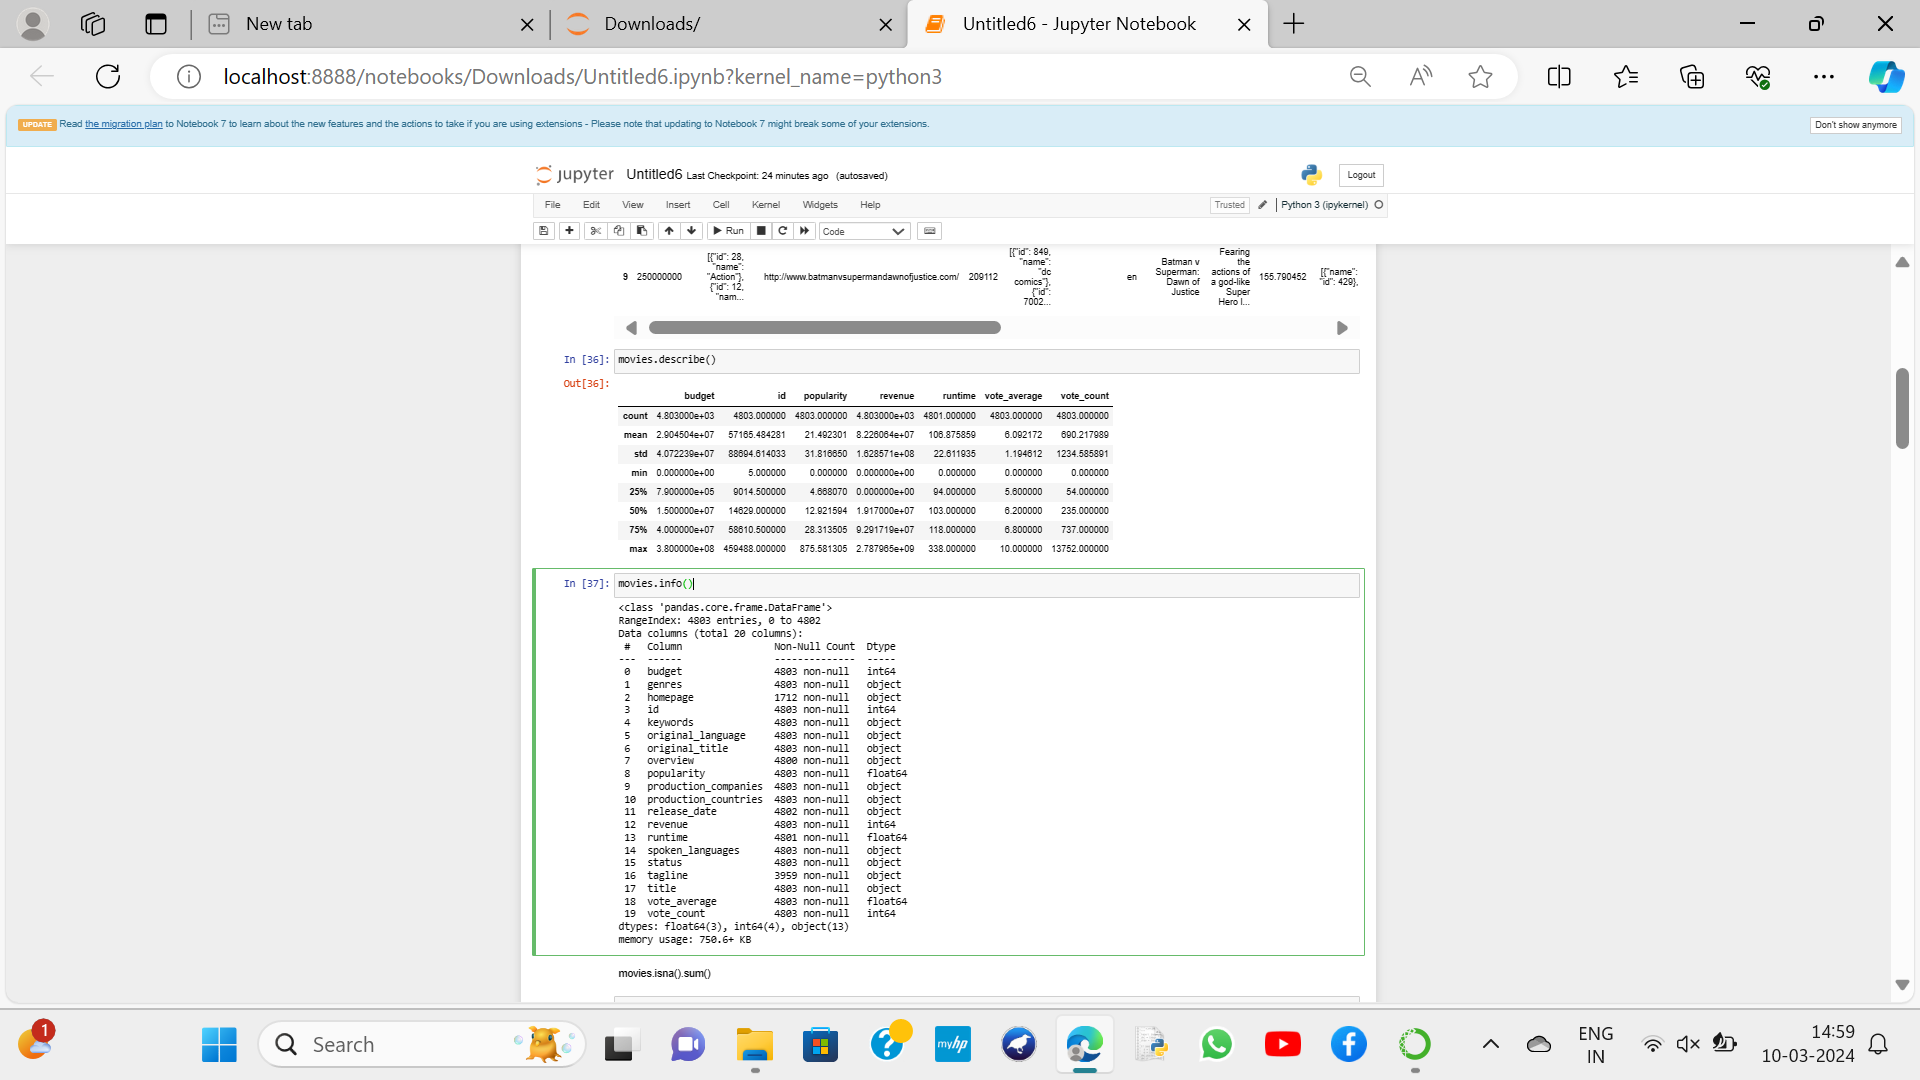 New tab
Downloads/
Untitled6 - Jupyter Notebook
localhost:8888/notebooks/Downloads/Untitled6.ipynb?kernel_name=python3
UPDATE Read the migration plan to Notebook 7 to learn about the new features and the actions to take if you are using extensions - Please note that updating to Notebook 7 might break some of your extensions.
Don't show anymore
jupyter Untitled6 Last Checkpoint: 24 minutes ago (autosaved)
Logout
File Edit View Insert Cell Kernel Widgets Help
Trusted Python 3 (ipykernel)
Run Code
9 250000000
[{"id": 28,
"name":
"Action"},
{"id": 12,
"nam...
http://www.batmanvsupermandawnofjustice.com/ 209112
[{"id": 849,
"name":
"dc
comics"},
{"id":
7002...
en
Batman v
Superman:
Dawn of
Justice
Fearing
the
actions of
a god-like
Super
Hero l...
155.790452
[{"name":
"id": 429},
In [36]: movies.describe()
Out[36]:
budget id popularity revenue runtime vote_average vote_count
count 4.803000e+03 4803.000000 4803.000000 4.803000e+03 4801.000000 4803.000000 4803.000000
mean 2.904504e+07 57165.484281 21.492301 8.226064e+07 106.875859 6.092172 690.217989
std 4.072239e+07 88694.614033 31.816650 1.628571e+08 22.611935 1.194612 1234.585891
min 0.000000e+00 5.000000 0.000000 0.000000e+00 0.000000 0.000000 0.000000
25% 7.900000e+05 9014.500000 4.668070 0.000000e+00 94.000000 5.600000 54.000000
50% 1.500000e+07 14629.000000 12.921594 1.917000e+07 103.000000 6.200000 235.000000
75% 4.000000e+07 58610.500000 28.313505 9.291719e+07 118.000000 6.800000 737.000000
max 3.800000e+08 459488.000000 875.581305 2.787965e+09 338.000000 10.000000 13752.000000
In [37]: movies.info()
<class 'pandas.core.frame.DataFrame'>
RangeIndex: 4803 entries, 0 to 4802
Data columns (total 20 columns):
# Column Non-Null Count Dtype
--- ------ -------------- -----
0 budget 4803 non-null int64
1 genres 4803 non-null object
2 homepage 1712 non-null object
3 id 4803 non-null int64
4 keywords 4803 non-null object
5 original_language 4803 non-null object
6 original_title 4803 non-null object
7 overview 4800 non-null object
8 popularity 4803 non-null float64
9 production_companies 4803 non-null object
10 production_countries 4803 non-null object
11 release_date 4802 non-null object
12 revenue 4803 non-null int64
13 runtime 4801 non-null float64
14 spoken_languages 4803 non-null object
15 status 4803 non-null object
16 tagline 3959 non-null object
17 title 4803 non-null object
18 vote_average 4803 non-null float64
19 vote_count 4803 non-null int64
dtypes: float64(3), int64(4), object(13)
memory usage: 750.6+ KB
movies.isna().sum()
1
Search
myhp
ENG
IN
14:59
10-03-2024